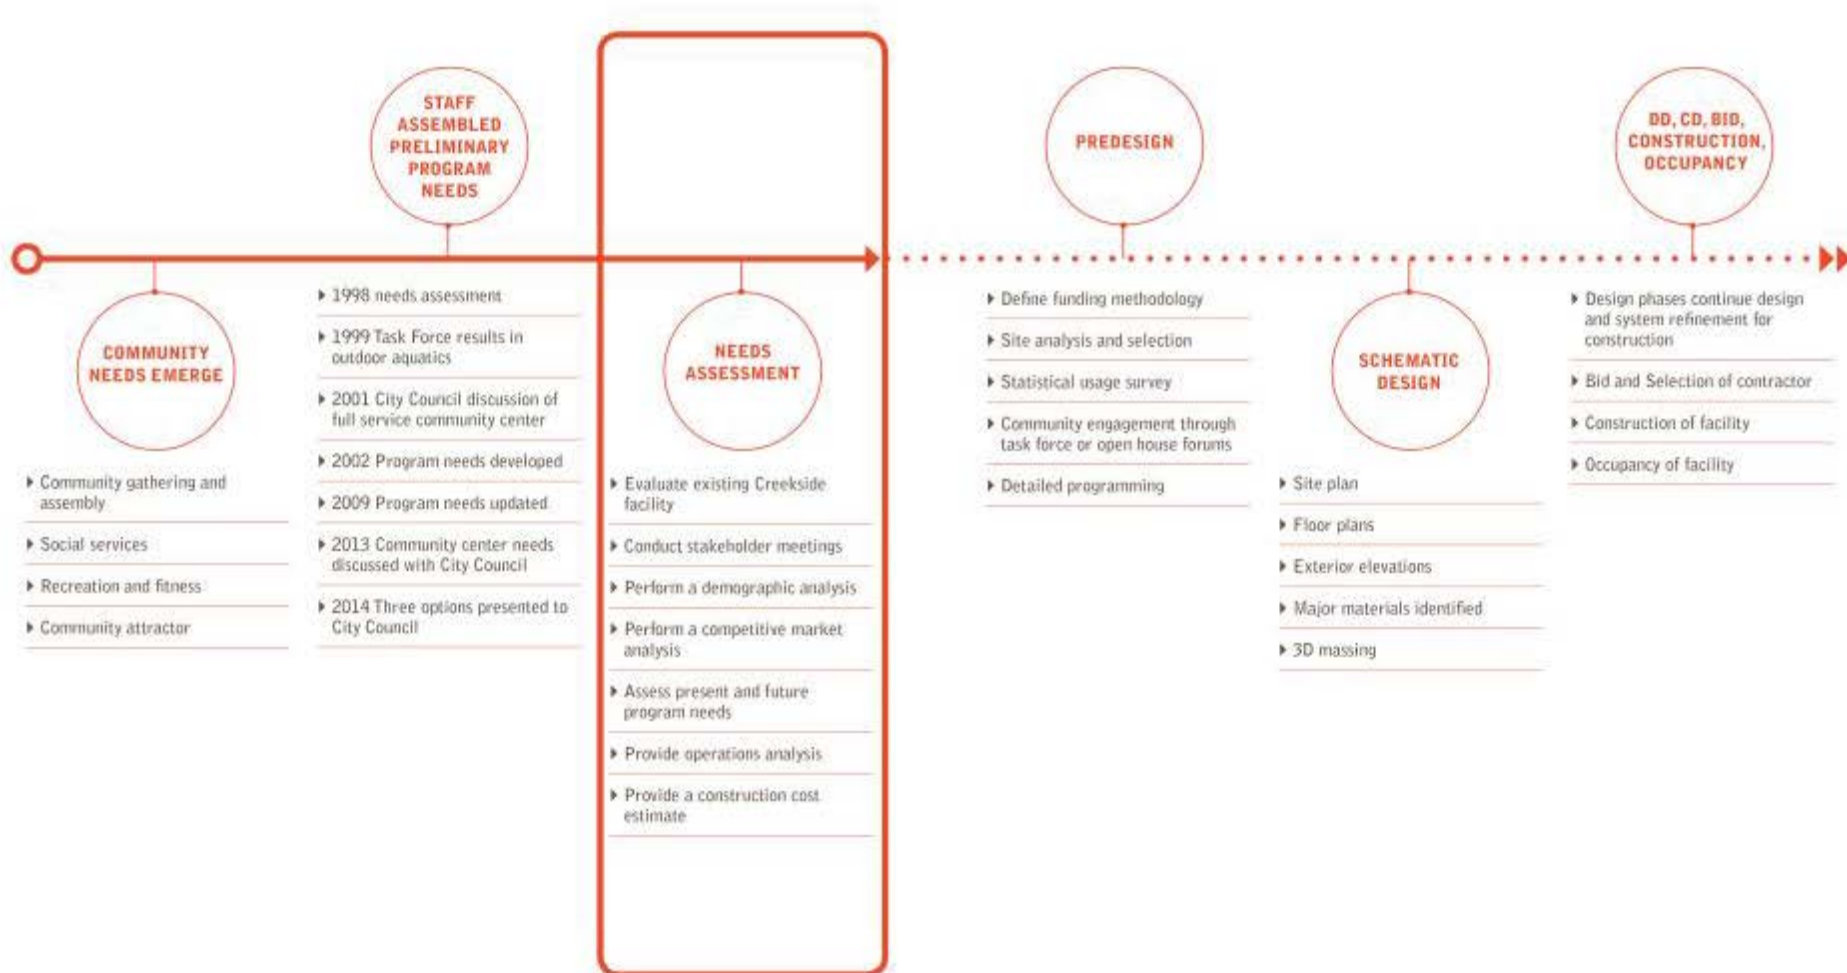 COMMUNITY
NEEDS EMERGE
Community gathering and
assembly
Social services
Recreation and fitness
Community attractor
STAFF
ASSEMBLED
PRELIMINARY
PROGRAM
NEEDS
1998 needs assessment
1999 Task Force results in
outdoor aquatics
2001 City Council discussion of
full service community center
2002 Program needs developed
2009 Program needs updated
2013 Community center needs
discussed with City Council
2014 Three options presented to
City Council
NEEDS
ASSESSMENT
Evaluate existing Creekside
facility
Conduct stakeholder meetings
Perform a demographic analysis
Perform a competitive market
analysis
Assess present and future
program needs
Provide operations analysis
Provide a construction cost
estimate
PREDESIGN
Define funding methodology
Site analysis and selection
Statistical usage survey
Community engagement through
task force or open house forums
Detailed programming
SCHEMATIC
DESIGN
Site plan
Floor plans
Exterior elevations
Major materials identified
3D massing
DD, CD, BID,
CONSTRUCTION,
OCCUPANCY
Design phases continue design
and system refinement for
construction
Bid and Selection of contractor
Construction of facility
Occupancy of facility